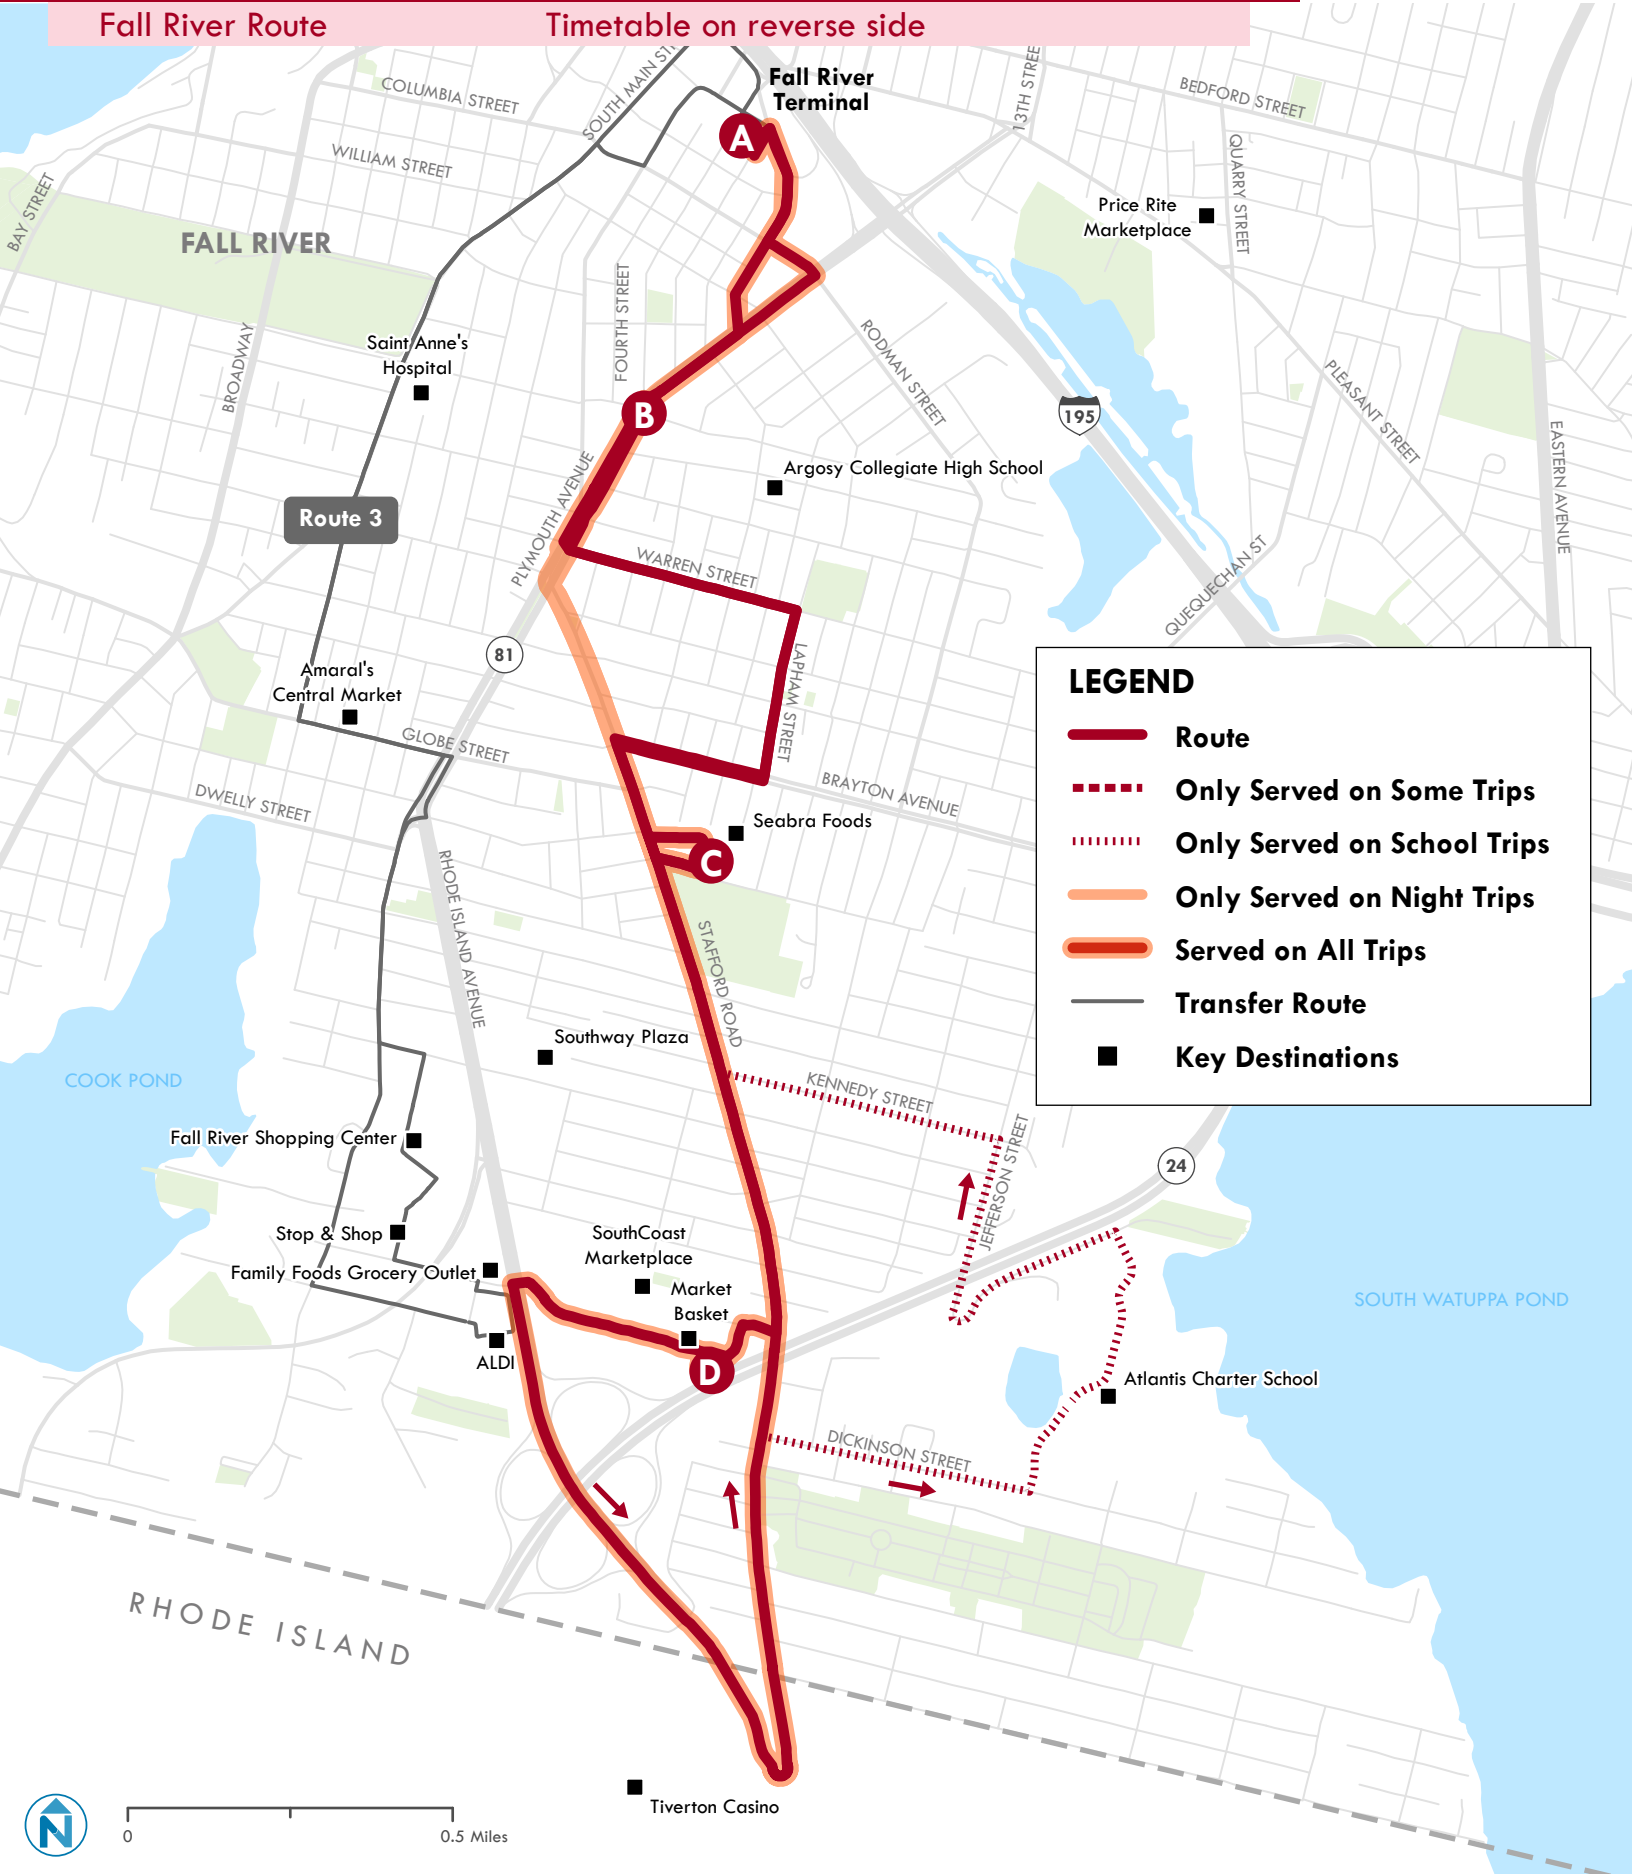 Fall River Route
Timetable on reverse side
Fall River
Terminal
A
COLUMBIA STREET
SOUTH MAIN ST
13TH STREE
BEDFORD STREET
WILLIAM STREET
QUARRY STREET
BAY STREET
Price Rite
Marketplace
FALL RIVER
FOURTH STREET
BROADWAY
Saint Anne's
Hospital
RODMAN STREET
PLEASANT STREET
B
195
EASTERN AVENUE
Argosy Collegiate High School
PLYMOUTH AVENUE
Route 3
WARREN STREET
QUEQUECHAN ST
81
LAPHAM STREET
Amaral's
Central Market
GLOBE STREET
DWELLY STREET
BRAYTON AVENUE
Seabra Foods
C
LEGEND
Route
Only Served on Some Trips
Only Served on School Trips
Only Served on Night Trips
Served on All Trips
Transfer Route
Key Destinations
RHODE ISLAND AVENUE
STAFFORD ROAD
Southway Plaza
COOK POND
KENNEDY STREET
Fall River Shopping Center
JEFFERSON STREET
24
Stop & Shop
SouthCoast
Marketplace
Family Foods Grocery Outlet
Market
Basket
SOUTH WATUPPA POND
ALDI
D
Atlantis Charter School
DICKINSON STREET
RHODE ISLAND
Tiverton Casino
N
0
0.5 Miles